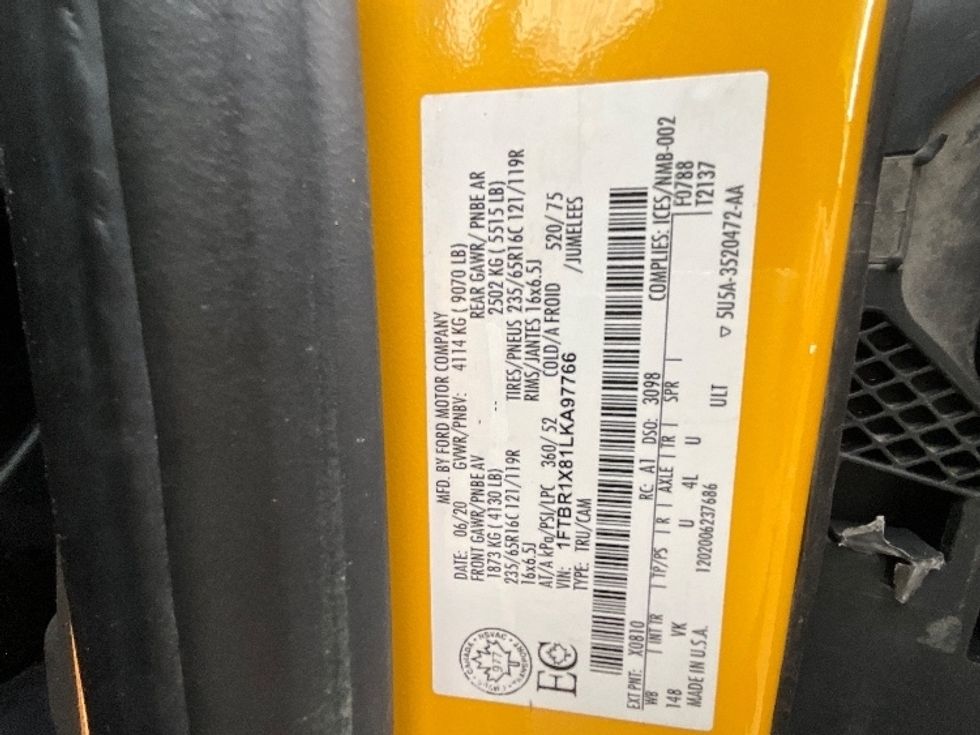 MFD. BY FORD MOTOR COMPANY
DATE: 06/20 GVWR/PNBV: 4114 KG ( 9070 LB)
FRONT GAWR/PNBE AV REAR GAWR/ PNBE AR
1873 KG ( 4130 LB) 2502 KG ( 5515 LB)
235/65R16C 121/119R TIRES/PNEUS 235/65R16C 121/119R
16x6.5J RIMS/JANTES 16x6.5J
AT/A kPa/PSI/LPC 360/ 52 COLD/A FROID 520/ 75
VIN: 1FTBR1X81LKA97766 /JUMELEES
TYPE: TRU/CAM
CANADA NSVAC
977
EC
EXT PNT: X0810 RC: A1 DSO: 3098 COMPLIES: ICES/NMB-002
WB INT TR TP/PS R AXLE TR SPR F0788
148 VK U 4L U T2137
MADE IN U.S.A. 1202006237686 ULT ▽ 5U5A-3520472-AA